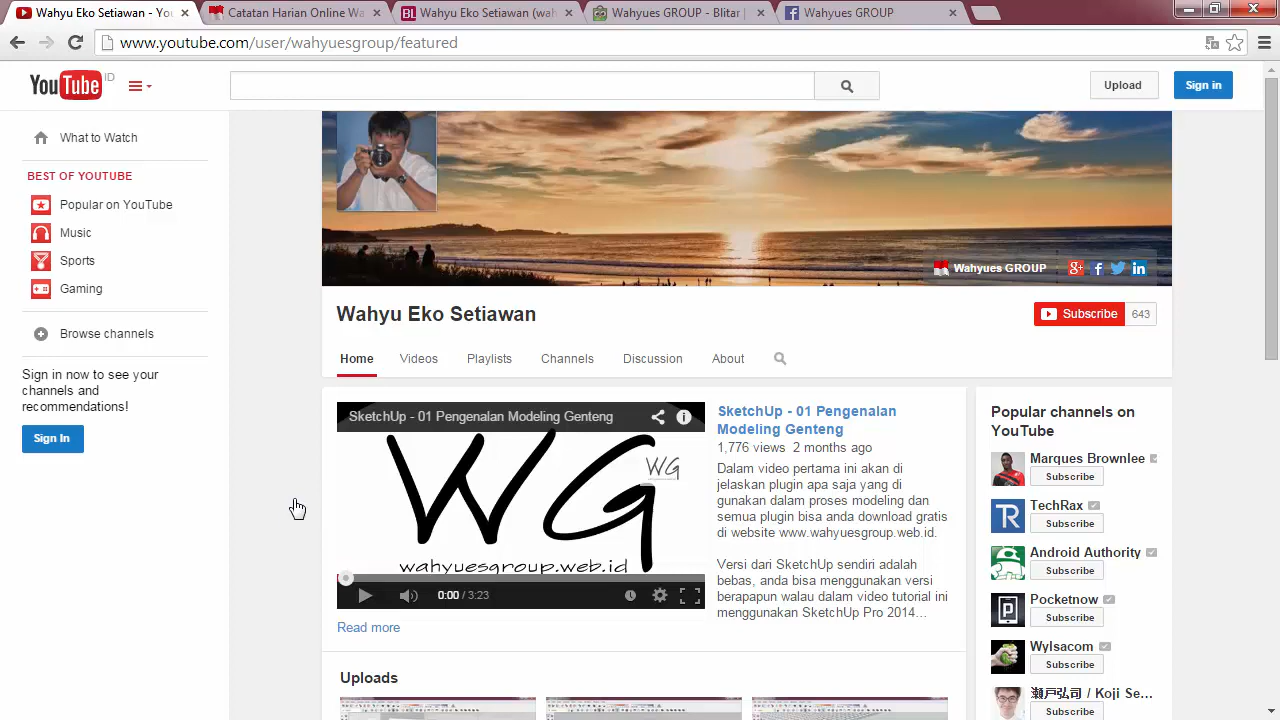 Wahyu Eko Setiawan - Yo
Catatan Harian Online Wa
Wahyu Eko Setiawan (wah
Wahyues GROUP - Blitar |
Wahyues GROUP
www.youtube.com/user/wahyuesgroup/featured
YouTube ID
Upload
Sign in
What to Watch
BEST OF YOUTUBE
Popular on YouTube
Music
Sports
Gaming
Browse channels
Sign in now to see your
channels and
recommendations!
Sign In
Wahyues GROUP
Wahyu Eko Setiawan
Subscribe 643
Home Videos Playlists Channels Discussion About
SketchUp - 01 Pengenalan Modeling Genteng
WG
WG
wahyuesgroup.web.id
0:00 / 3:23
SketchUp - 01 Pengenalan
Modeling Genteng
1,776 views 2 months ago
Dalam video pertama ini akan di
jelaskan plugin apa saja yang di
gunakan dalam proses modeling dan
semua plugin bisa anda download gratis
di website www.wahyuesgroup.web.id.
Versi dari SketchUp sendiri adalah
bebas, anda bisa menggunakan versi
berapapun walau dalam video tutorial ini
menggunakan SketchUp Pro 2014...
Read more
Uploads
Popular channels on
YouTube
Marques Brownlee
Subscribe
TechRax
Subscribe
Android Authority
Subscribe
Pocketnow
Subscribe
Wylsacom
Subscribe
瀬戸弘司 / Koji Se...
Subscribe